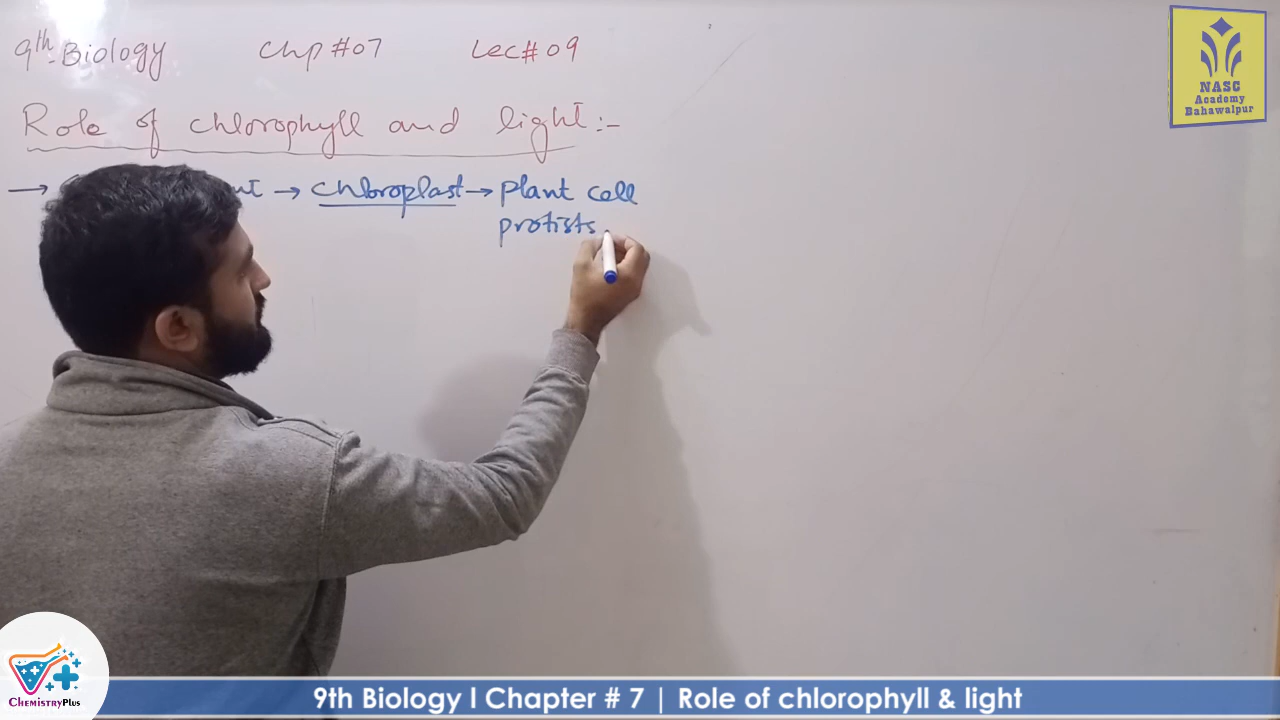 9th Biology Chp #07 Lec# 09
Role of chlorophyll and light:-
→ → chloroplast → plant cell
protists
NASC
Academy
Bahawalpur
ChemistryPlus
9th Biology l Chapter # 7 | Role of chlorophyll & light